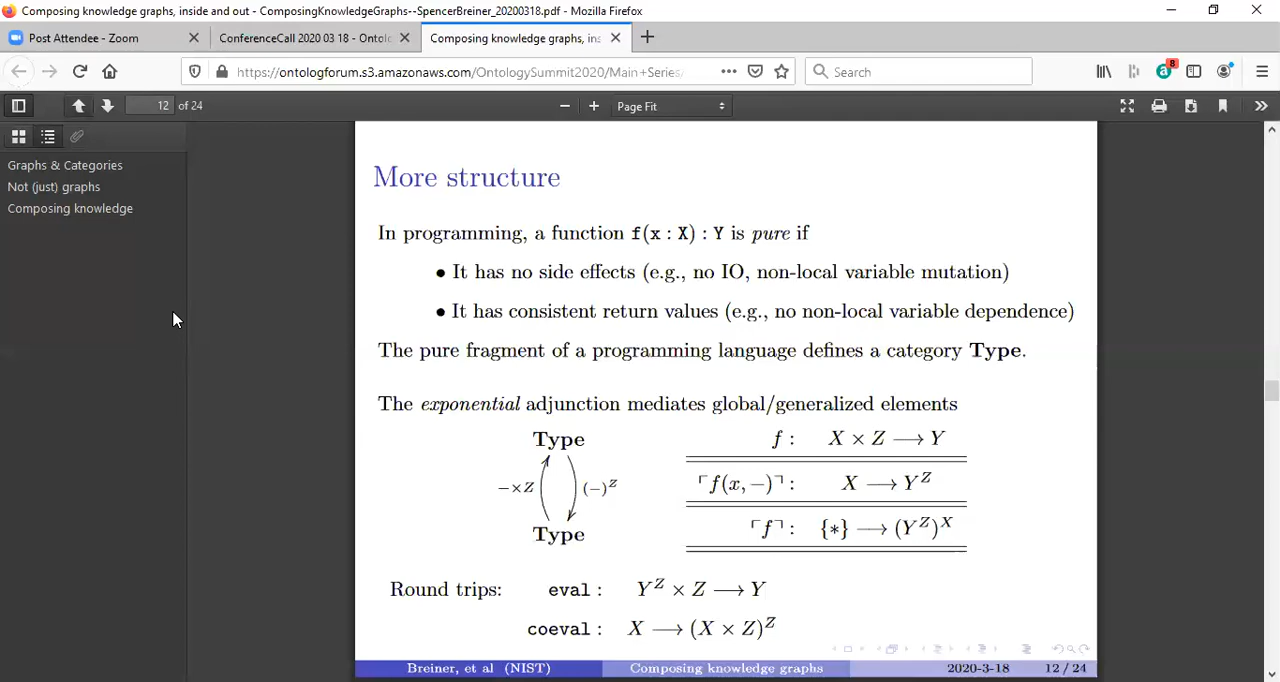 Composing knowledge graphs, inside and out - ComposingKnowledgeGraphs--SpencerBreiner_20200318.pdf - Mozilla Firefox
Post Attendee - Zoom
ConferenceCall 2020 03 18 - Ontolo
Composing knowledge graphs, ins
https://ontologforum.s3.amazonaws.com/OntologySummit2020/Main+Series/
Search
8
12 of 24
Page Fit
Graphs & Categories
Not (just) graphs
Composing knowledge
More structure
In programming, a function f(x : X) : Y is pure if
• It has no side effects (e.g., no IO, non-local variable mutation)
• It has consistent return values (e.g., no non-local variable dependence)
The pure fragment of a programming language defines a category Type.
The exponential adjunction mediates global/generalized elements
Type
−×Z (−)^Z
Type
f : X × Z ⟶ Y
⌜f(x, −)⌝ : X ⟶ Y^Z
⌜f⌝ : {∗} ⟶ (Y^Z)^X
Round trips: eval : Y^Z × Z ⟶ Y
coeval : X ⟶ (X × Z)^Z
Breiner, et al (NIST) Composing knowledge graphs 2020-3-18 12 / 24